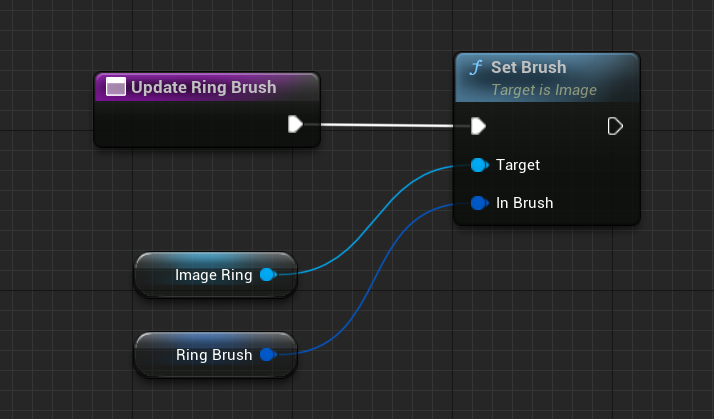 Update Ring Brush
f Set Brush
Target is Image
Target
In Brush
Image Ring
Ring Brush